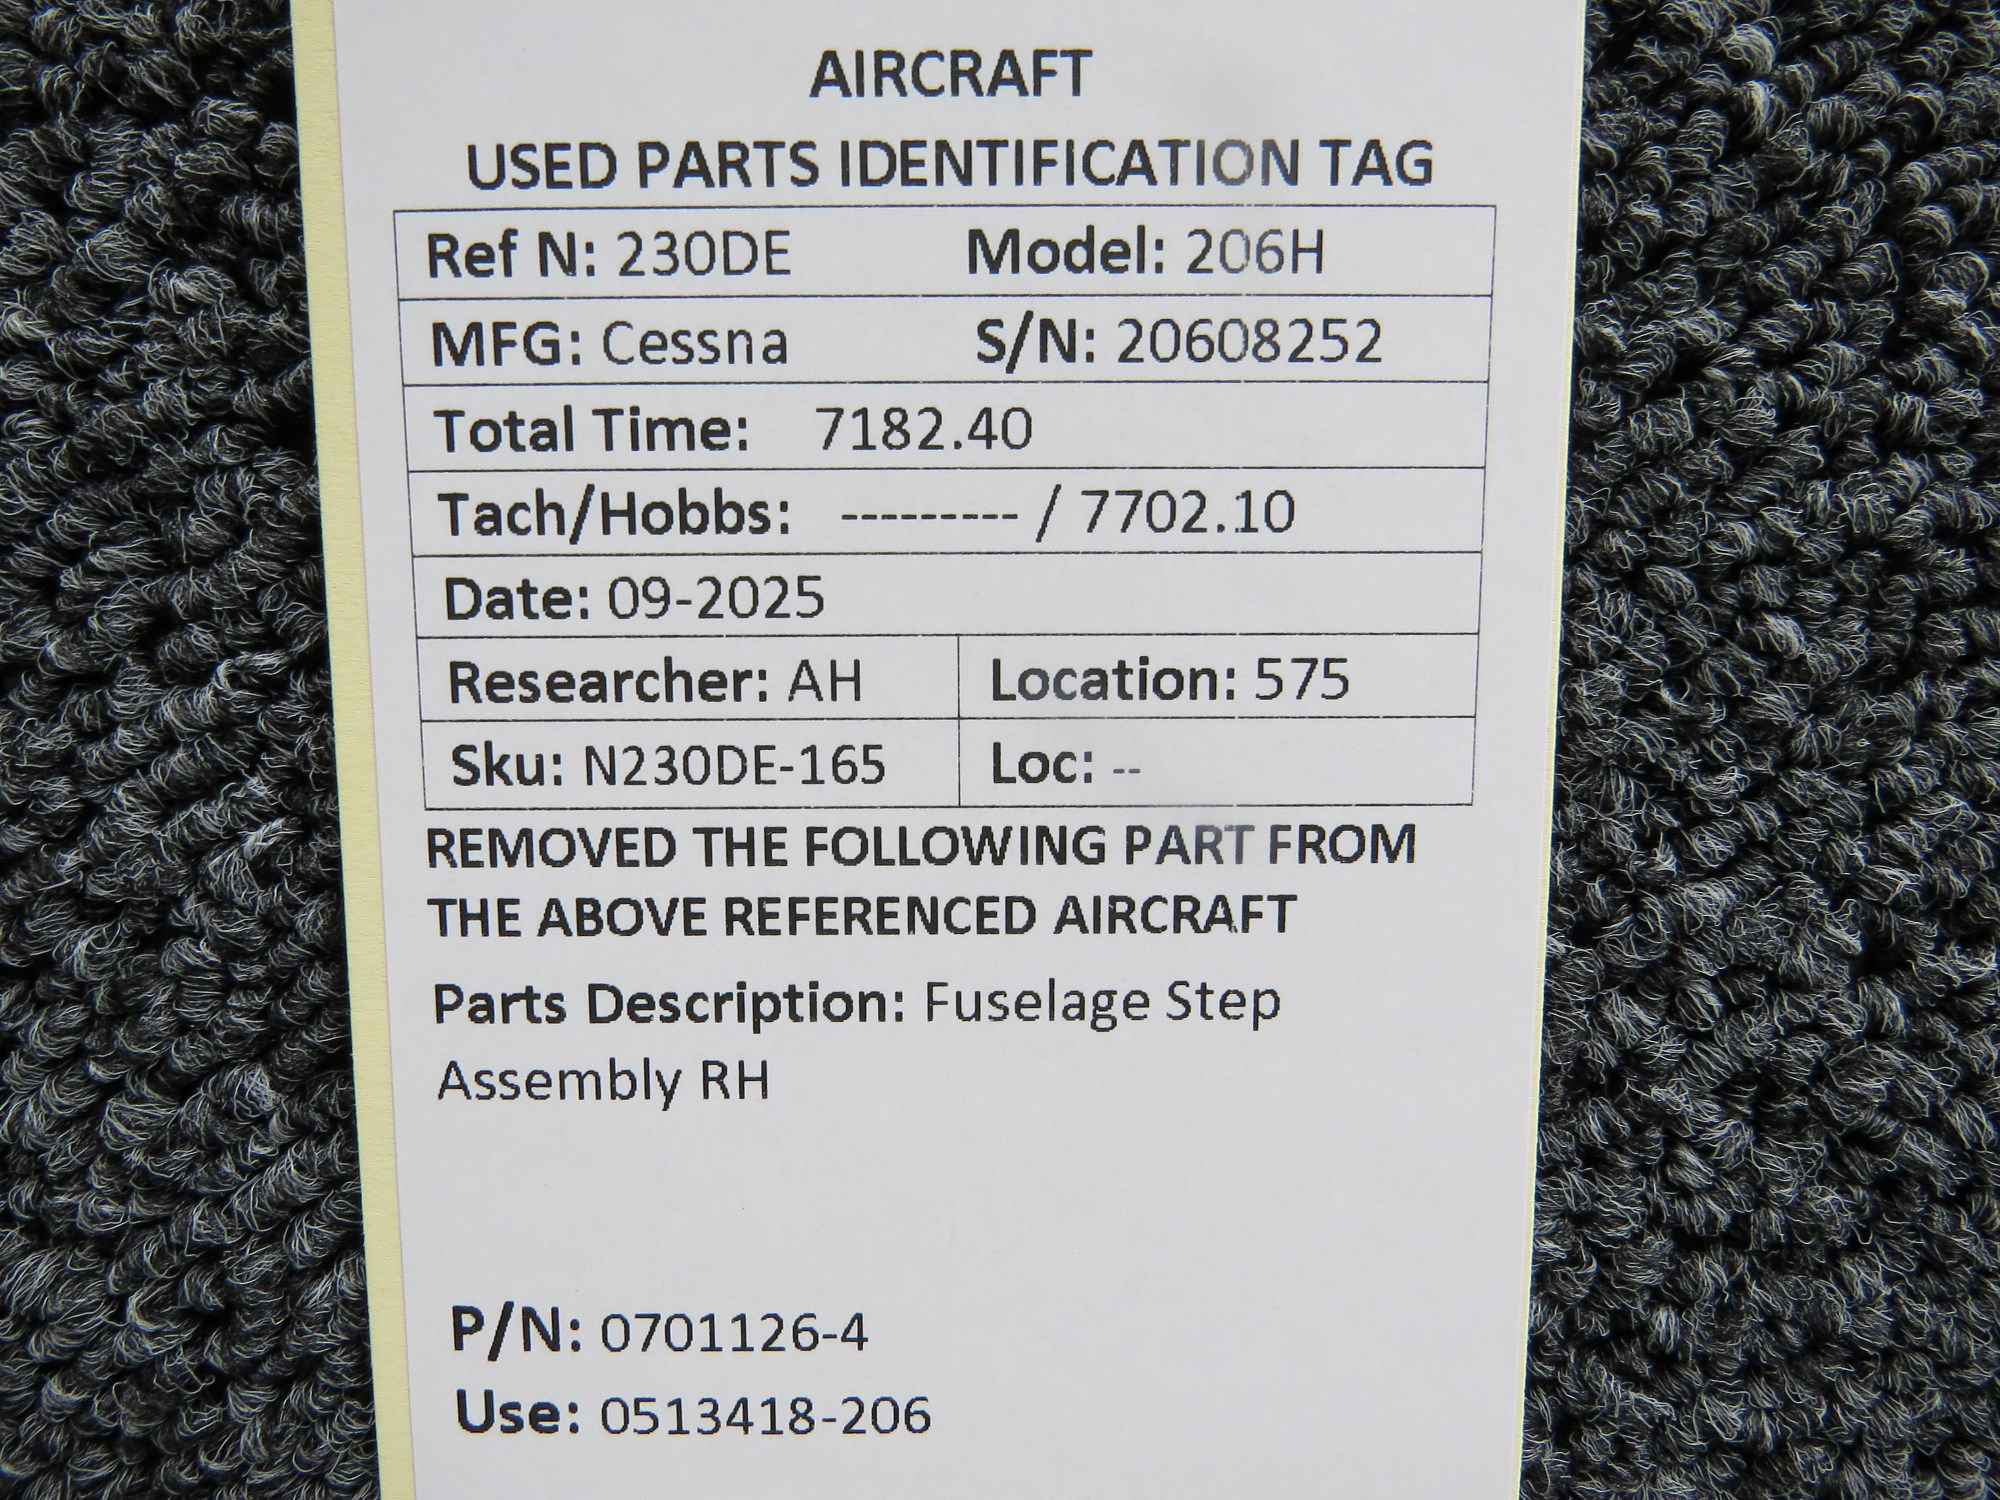 AIRCRAFT
USED PARTS IDENTIFICATION TAG
Ref N: 230DE Model: 206H
MFG: Cessna S/N: 20608252
Total Time: 7182.40
Tach/Hobbs: --------- / 7702.10
Date: 09-2025
Researcher: AH Location: 575
Sku: N230DE-165 Loc: --
REMOVED THE FOLLOWING PART FROM
THE ABOVE REFERENCED AIRCRAFT
Parts Description: Fuselage Step
Assembly RH
P/N: 0701126-4
Use: 0513418-206